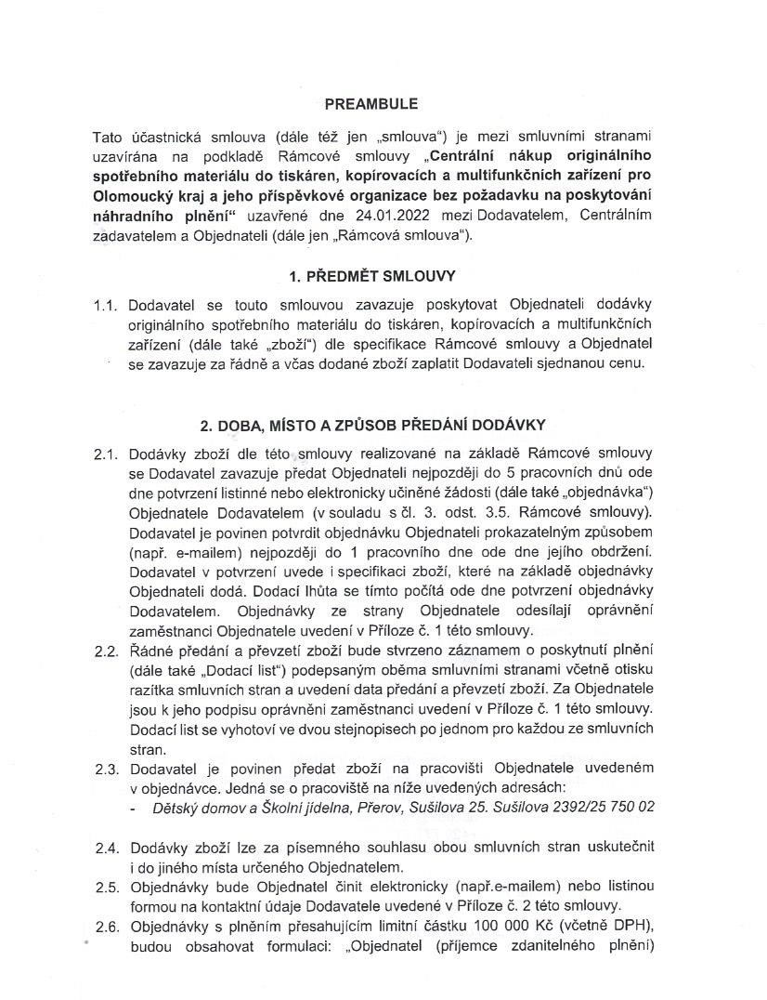 PREAMBULE
Tato účastnická smlouva (dále též jen „smlouva“) je mezi smluvními stranami
uzavírána na podkladě Rámcové smlouvy „Centrální nákup originálního
spotřebního materiálu do tiskáren, kopírovacích a multifunkčních zařízení pro
Olomoucký kraj a jeho příspěvkové organizace bez požadavku na poskytování
náhradního plnění“ uzavřené dne 24.01.2022 mezi Dodavatelem, Centrálním
zadavatelem a Objednateli (dále jen „Rámcová smlouva“).
1. PŘEDMĚT SMLOUVY
1.1. Dodavatel se touto smlouvou zavazuje poskytovat Objednateli dodávky
originálního spotřebního materiálu do tiskáren, kopírovacích a multifunkčních
zařízení (dále také „zboží“) dle specifikace Rámcové smlouvy a Objednatel
se zavazuje za řádně a včas dodané zboží zaplatit Dodavateli sjednanou cenu.
2. DOBA, MÍSTO A ZPŮSOB PŘEDÁNÍ DODÁVKY
2.1. Dodávky zboží dle této smlouvy realizované na základě Rámcové smlouvy
se Dodavatel zavazuje předat Objednateli nejpozději do 5 pracovních dnů ode
dne potvrzení listinné nebo elektronicky učiněné žádosti (dále také „objednávka“)
Objednatele Dodavatelem (v souladu s čl. 3. odst. 3.5. Rámcové smlouvy).
Dodavatel je povinen potvrdit objednávku Objednateli prokazatelným způsobem
(např. e-mailem) nejpozději do 1 pracovního dne ode dne jejího obdržení.
Dodavatel v potvrzení uvede i specifikaci zboží, které na základě objednávky
Objednateli dodá. Dodací lhůta se tímto počítá ode dne potvrzení objednávky
Dodavatelem. Objednávky ze strany Objednatele odesílají oprávnění
zaměstnanci Objednatele uvedení v Příloze č. 1 této smlouvy.
2.2. Řádné předání a převzetí zboží bude stvrzeno záznamem o poskytnutí plnění
(dále také „Dodací list“) podepsaným oběma smluvními stranami včetně otisku
razítka smluvních stran a uvedení data předání a převzetí zboží. Za Objednatele
jsou k jeho podpisu oprávněni zaměstnanci uvedení v Příloze č. 1 této smlouvy.
Dodací list se vyhotoví ve dvou stejnopisech po jednom pro každou ze smluvních
stran.
2.3. Dodavatel je povinen předat zboží na pracovišti Objednatele uvedeném
v objednávce. Jedná se o pracoviště na níže uvedených adresách:
- Dětský domov a Školní jídelna, Přerov, Sušilova 25. Sušilova 2392/25 750 02
2.4. Dodávky zboží lze za písemného souhlasu obou smluvních stran uskutečnit
i do jiného místa určeného Objednatelem.
2.5. Objednávky bude Objednatel činit elektronicky (např.e-mailem) nebo listinou
formou na kontaktní údaje Dodavatele uvedené v Příloze č. 2 této smlouvy.
2.6. Objednávky s plněním přesahujícím limitní částku 100 000 Kč (včetně DPH),
budou obsahovat formulaci: „Objednatel (příjemce zdanitelného plnění)